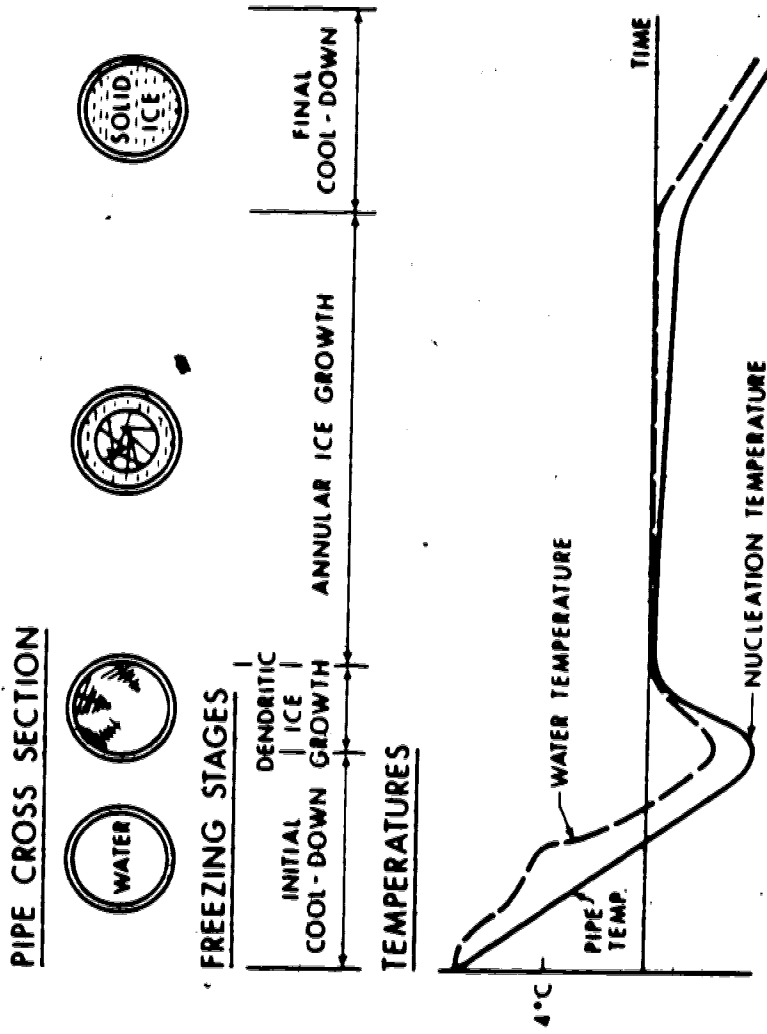 PIPE CROSS SECTION
WATER
SOLID
ICE
FREEZING STAGES
INITIAL
COOL-DOWN
DENDRITIC
ICE
GROWTH
ANNULAR ICE GROWTH
FINAL
COOL-DOWN
TEMPERATURES
4°C
PIPE
TEMP.
WATER TEMPERATURE
NUCLEATION TEMPERATURE
TIME